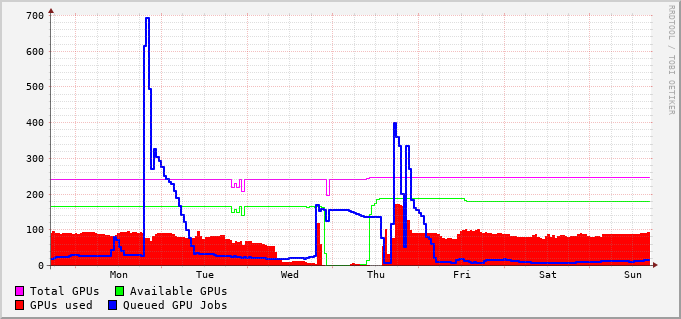 700
600
500
400
300
200
100
0
Mon Tue Wed Thu Fri Sat Sun
Total GPUs Available GPUs
GPUs used Queued GPU Jobs
RRDTOOL / TOBI OETIKER